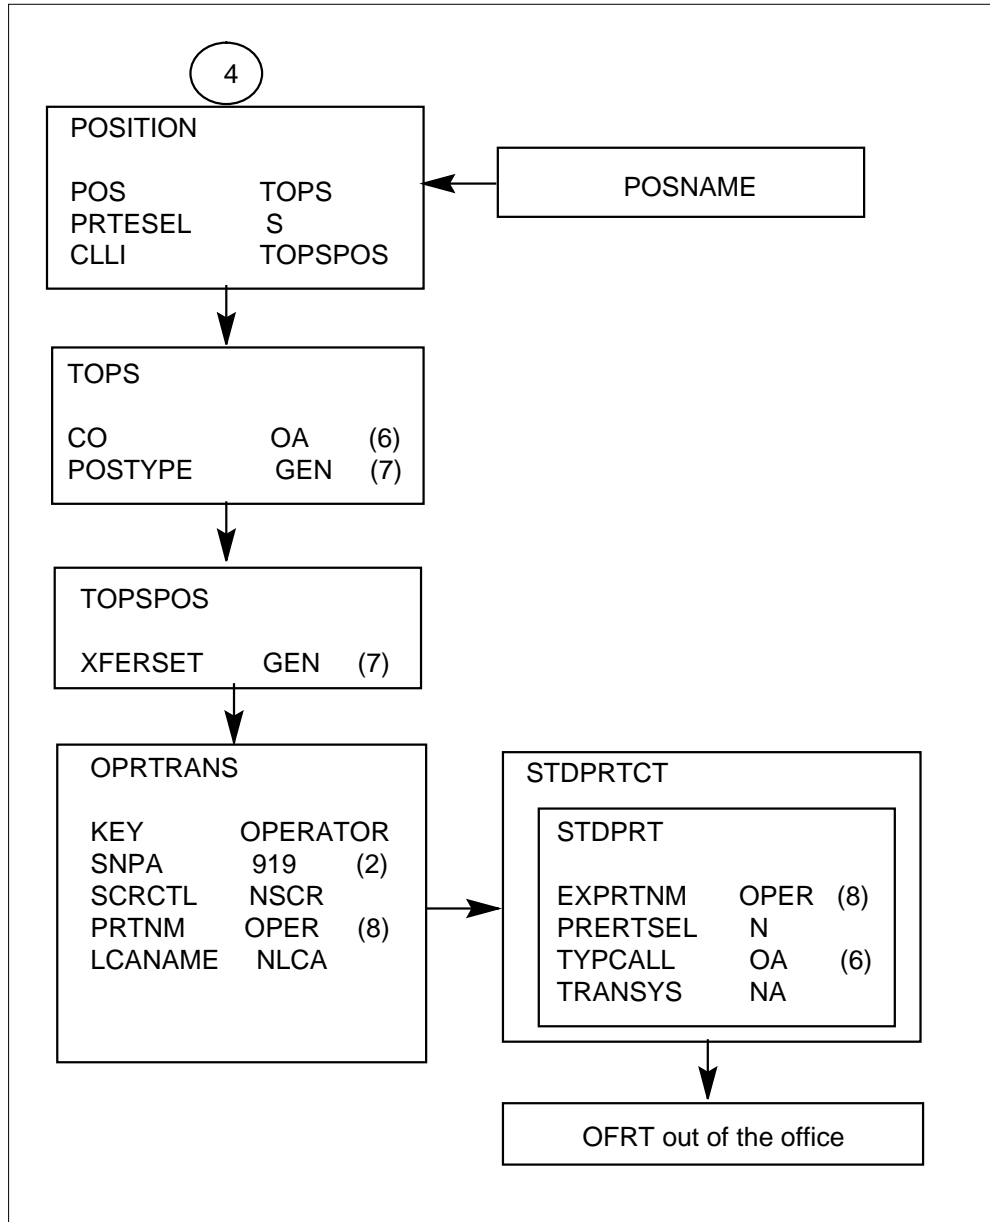 4
POSITION
POS TOPS
PRTESEL S
CLLI TOPSPOS
POSNAME
TOPS
CO OA (6)
POSTYPE GEN (7)
TOPSPOS
XFERSET GEN (7)
OPRTRANS
KEY OPERATOR
SNPA 919 (2)
SCRCTL NSCR
PRTNM OPER (8)
LCANAME NLCA
STDPRTCT
STDPRT
EXPRTNM OPER (8)
PRERTSEL N
TYPCALL OA (6)
TRANSYS NA
OFRT out of the office